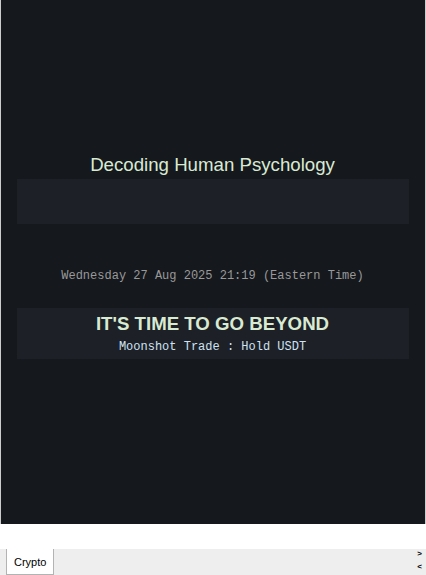 Decoding Human Psychology
Wednesday 27 Aug 2025 21:19 (Eastern Time)
IT'S TIME TO GO BEYOND
Moonshot Trade : Hold USDT
>
Crypto
<